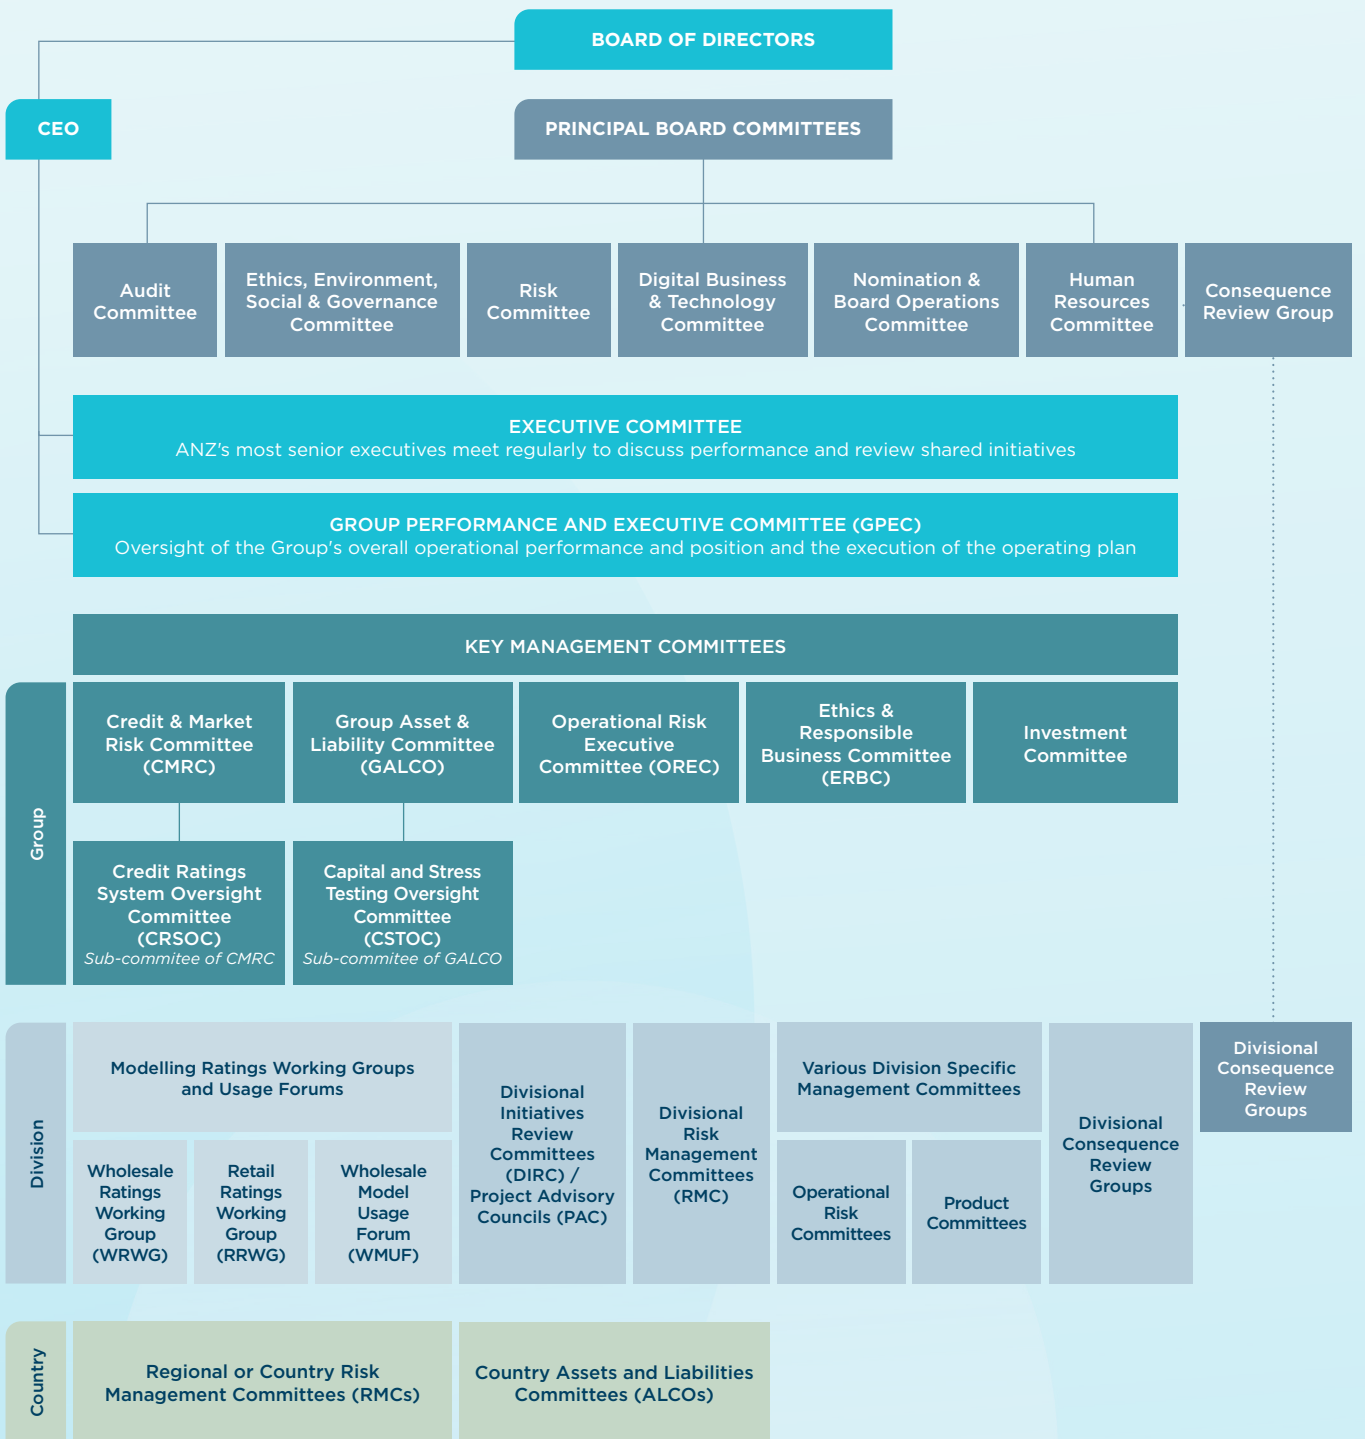 BOARD OF DIRECTORS
CEO
PRINCIPAL BOARD COMMITTEES
Audit
Committee
Ethics, Environment,
Social & Governance
Committee
Risk
Committee
Digital Business
& Technology
Committee
Nomination &
Board Operations
Committee
Human
Resources
Committee
Consequence
Review Group
EXECUTIVE COMMITTEE
ANZ's most senior executives meet regularly to discuss performance and review shared initiatives
GROUP PERFORMANCE AND EXECUTIVE COMMITTEE (GPEC)
Oversight of the Group's overall operational performance and position and the execution of the operating plan
KEY MANAGEMENT COMMITTEES
Group
Credit & Market
Risk Committee
(CMRC)
Group Asset &
Liability Committee
(GALCO)
Operational Risk
Executive
Committee (OREC)
Ethics &
Responsible
Business Committee
(ERBC)
Investment
Committee
Credit Ratings
System Oversight
Committee
(CRSOC)
Sub-commitee of CMRC
Capital and Stress
Testing Oversight
Committee
(CSTOC)
Sub-commitee of GALCO
Division
Modelling Ratings Working Groups
and Usage Forums
Wholesale
Ratings
Working
Group
(WRWG)
Retail
Ratings
Working
Group
(RRWG)
Wholesale
Model
Usage
Forum
(WMUF)
Divisional
Initiatives
Review
Committees
(DIRC) /
Project Advisory
Councils (PAC)
Divisional
Risk
Management
Committees
(RMC)
Various Division Specific
Management Committees
Operational
Risk
Committees
Product
Committees
Divisional
Consequence
Review
Groups
Divisional
Consequence
Review
Groups
Country
Regional or Country Risk
Management Committees (RMCs)
Country Assets and Liabilities
Committees (ALCOs)